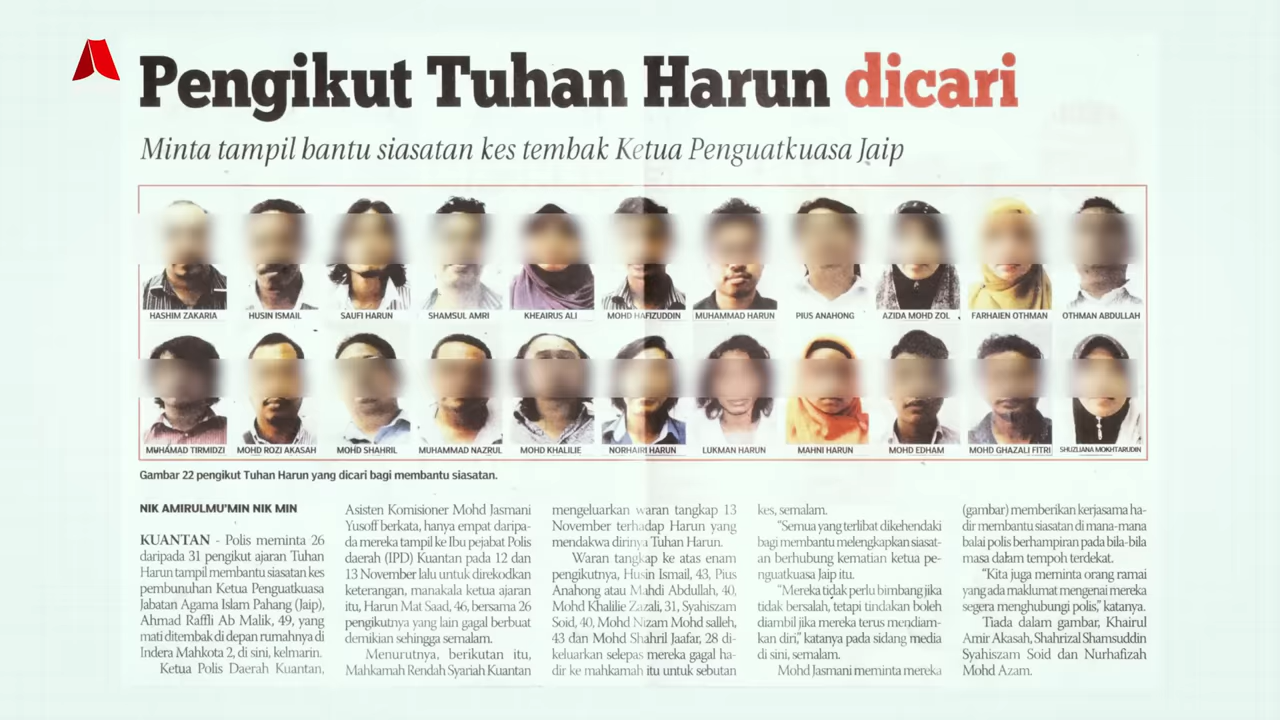 Pengikut Tuhan Harun dicari
Minta tampil bantu siasatan kes tembak Ketua Penguatkuasa Jaip
HASHIM ZAKARIA HUSIN ISMAIL SAUFI HARUN SHAMSUL AMRI KHEAIRUS ALI MOHD HAFIZUDDIN MUHAMMAD HARUN PIUS ANAHONG AZIDA MOHD ZOL FARHAIEN OTHMAN OTHMAN ABDULLAH
MUHAMAD TIRMIDZI MOHD ROZI AKASAH MOHD SHAHRIL MUHAMMAD NAZRUL MOHD KHALILIE NORHAIRI HARUN LUKMAN HARUN MAHNI HARUN MOHD EDHAM MOHD GHAZALI FITRI SHUZLIANA MOKHTARUDIN
Gambar 22 pengikut Tuhan Harun yang dicari bagi membantu siasatan.
NIK AMIRULMU'MIN NIK MIN
KUANTAN - Polis meminta 26
daripada 31 pengikut ajaran Tuhan
Harun tampil membantu siasatan kes
pembunuhan Ketua Penguatkuasa
Jabatan Agama Islam Pahang (Jaip),
Ahmad Raffli Ab Malik, 49, yang
mati ditembak di depan rumahnya di
Indera Mahkota 2, di sini, kelmarin.
Ketua Polis Daerah Kuantan,
Asisten Komisioner Mohd Jasmani
Yusoff berkata, hanya empat daripa-
da mereka tampil ke Ibu pejabat Polis
daerah (IPD) Kuantan pada 12 dan
13 November lalu untuk direkodkan
keterangan, manakala ketua ajaran
itu, Harun Mat Saad, 46, bersama 26
pengikutnya yang lain gagal berbuat
demikian sehingga semalam.
Menurutnya, berikutan itu,
Mahkamah Rendah Syariah Kuantan
mengeluarkan waran tangkap 13
November terhadap Harun yang
mendakwa dirinya Tuhan Harun.
Waran tangkap ke atas enam
pengikutnya, Husin Ismail, 43, Pius
Anahong atau Mahdi Abdullah, 40,
Mohd Khalilie Zazali, 31, Syahiszam
Soid, 40, Mohd Nizam Mohd salleh,
43 dan Mohd Shahril Jaafar, 28 di-
keluarkan selepas mereka gagal ha-
dir ke mahkamah itu untuk sebutan
kes, semalam.
"Semua yang terlibat dikehendaki
bagi membantu melengkapkan siasat-
an berhubung kematian ketua pe-
nguatkuasa Jaip itu.
"Mereka tidak perlu bimbang jika
tidak bersalah, tetapi tindakan boleh
diambil jika mereka terus mendiam-
kan diri," katanya pada sidang media
di sini, semalam.
Mohd Jasmani meminta mereka
(gambar) memberikan kerjasama ha-
dir membantu siasatan di mana-mana
balai polis berhampiran pada bila-bila
masa dalam tempoh terdekat.
"Kita juga meminta orang ramai
yang ada maklumat mengenai mereka
segera menghubungi polis," katanya.
Tiada dalam gambar, Khairul
Amir Akasah, Shahrizal Shamsuddin
Syahiszam Soid dan Nurhafizah
Mohd Azam.